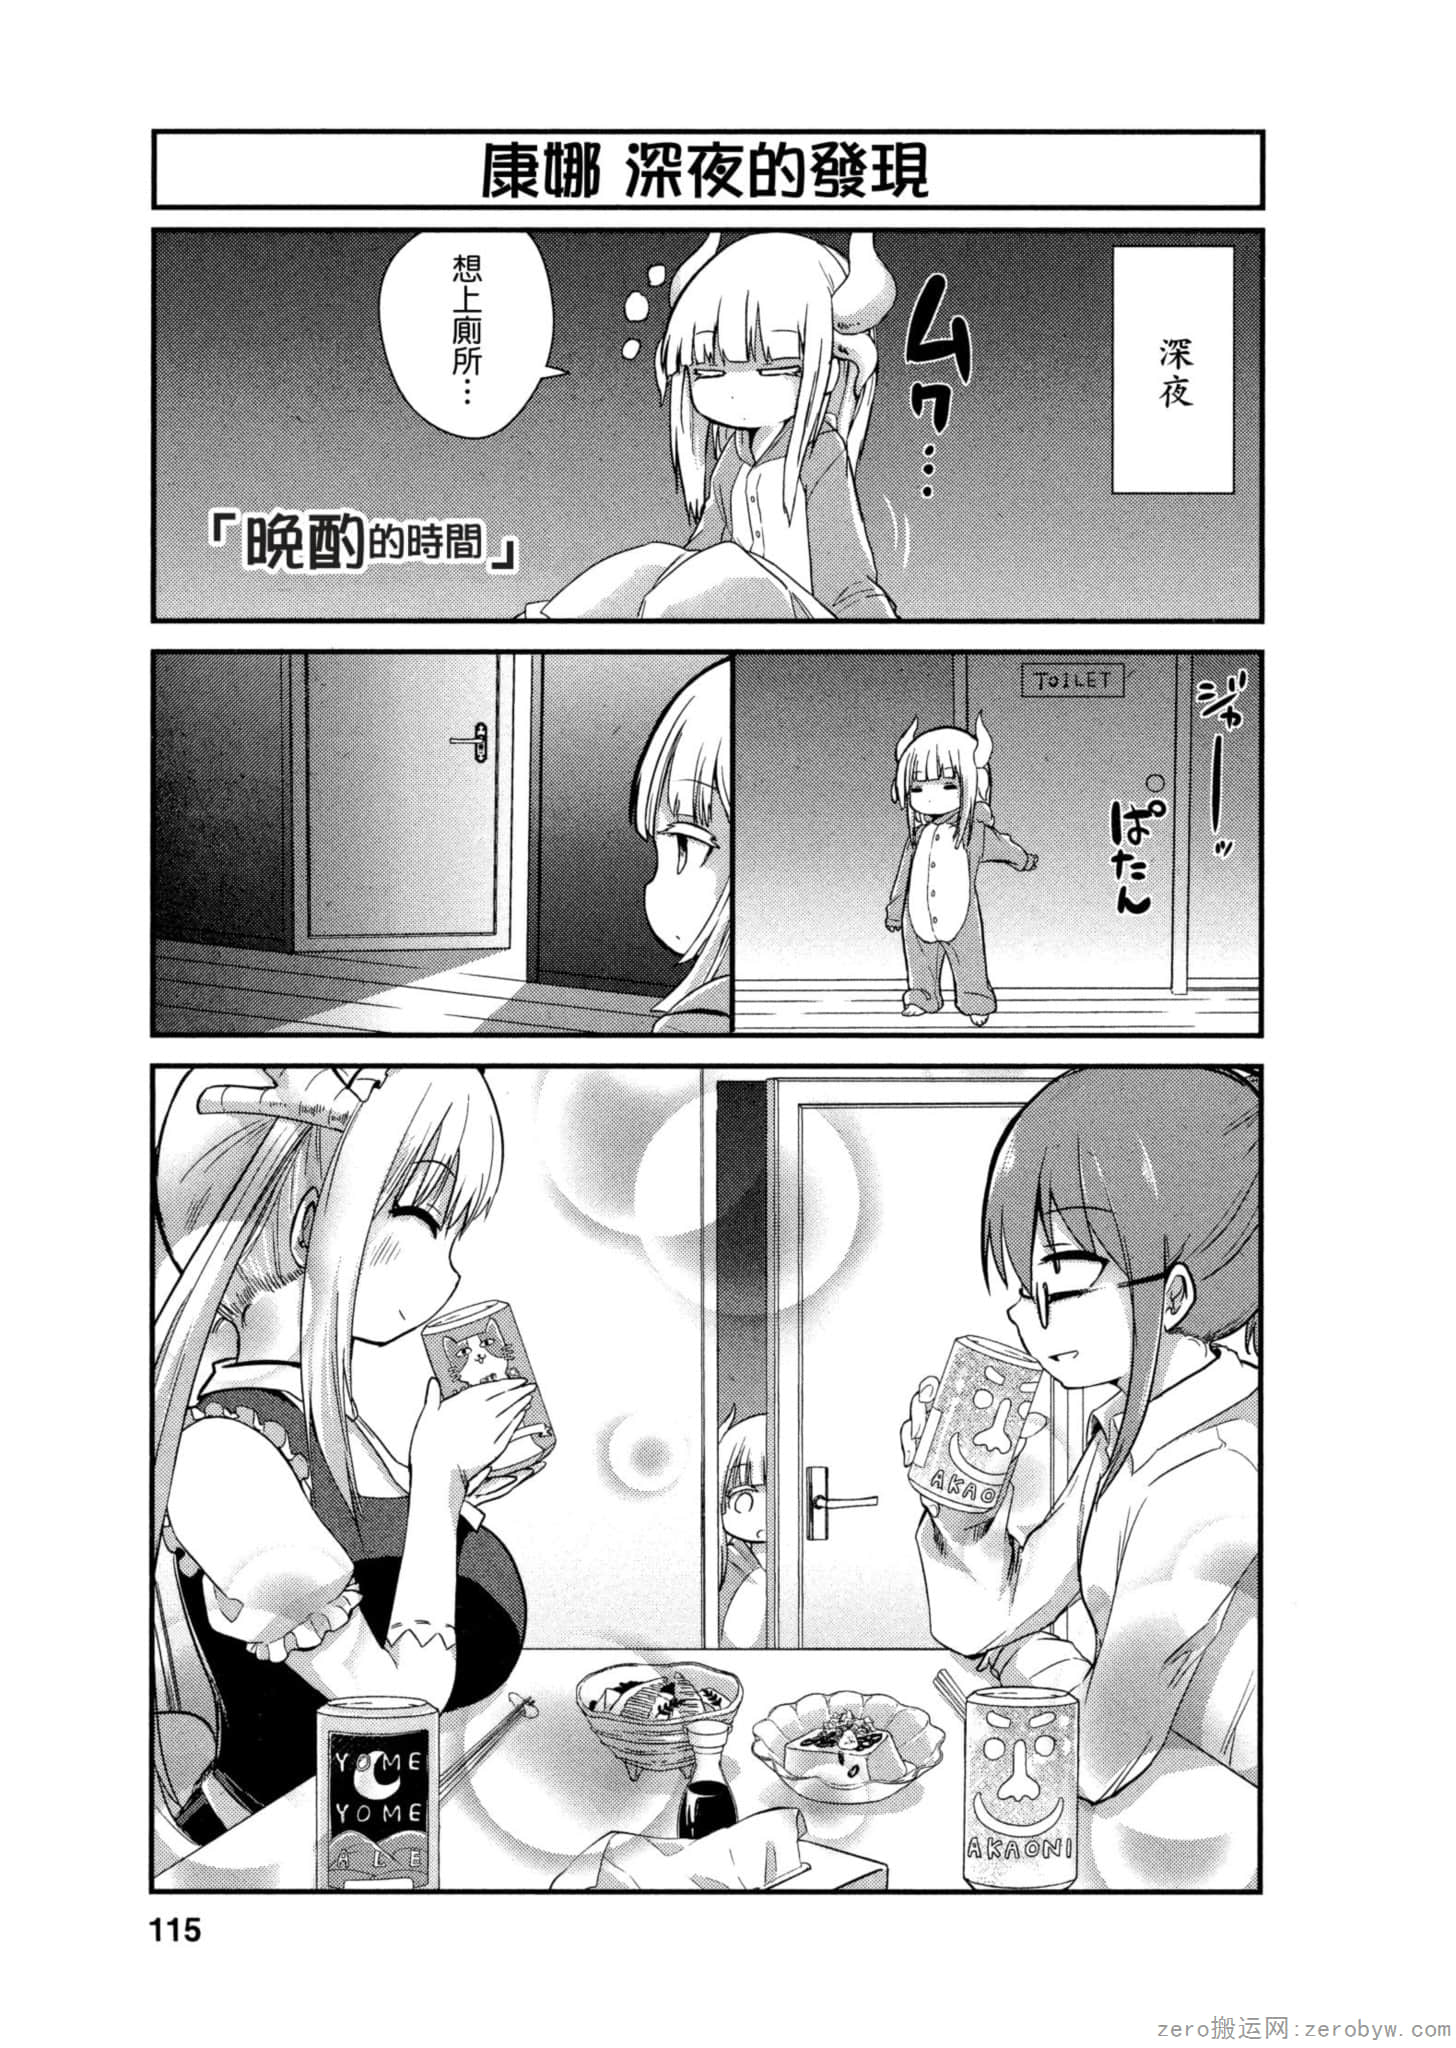 康娜 深夜的發現
深夜
ムク…
想上廁所…
「晚酌的時間」
TOILET
ジャーーッ
ぱたん
AKAO
YOME
YOME
ALE
AKAONI
115
zero搬运网:zerobyw.com